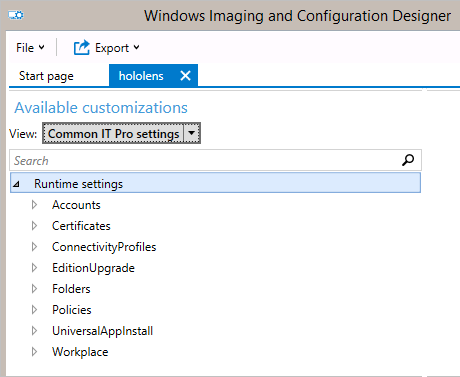 Windows Imaging and Configuration Designer
File Export
Start page hololens
Available customizations
View: Common IT Pro settings
Search
Runtime settings
Accounts
Certificates
ConnectivityProfiles
EditionUpgrade
Folders
Policies
UniversalAppInstall
Workplace